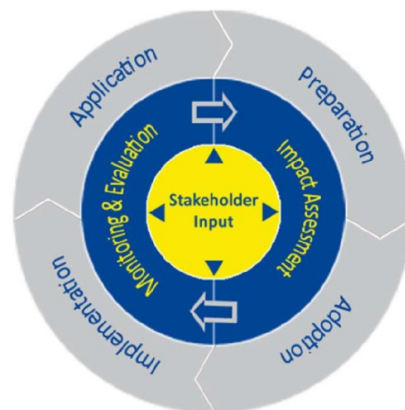 Application
Preparation
Monitoring & Evaluation
Impact Assessment
Stakeholder
Input
Implementation
Adoption